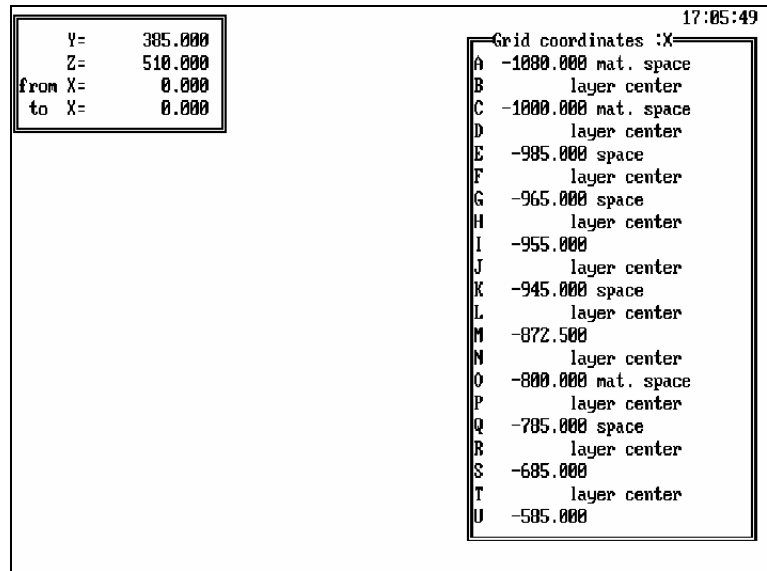 17:05:49
Y= 385.000
Z= 510.000
from X= 0.000
to X= 0.000
Grid coordinates :X
A -1080.000 mat. space
B layer center
C -1000.000 mat. space
D layer center
E -985.000 space
F layer center
G -965.000 space
H layer center
I -955.000
J layer center
K -945.000 space
L layer center
M -872.500
N layer center
O -800.000 mat. space
P layer center
Q -785.000 space
R layer center
S -685.000
T layer center
U -585.000